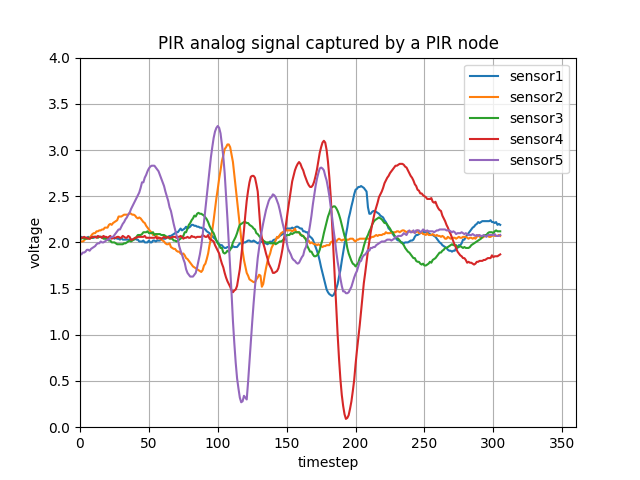 PIR analog signal captured by a PIR node
4.0
3.5
3.0
2.5
2.0
1.5
1.0
0.5
0.0
voltage
sensor1
sensor2
sensor3
sensor4
sensor5
0 50 100 150 200 250 300 350
timestep